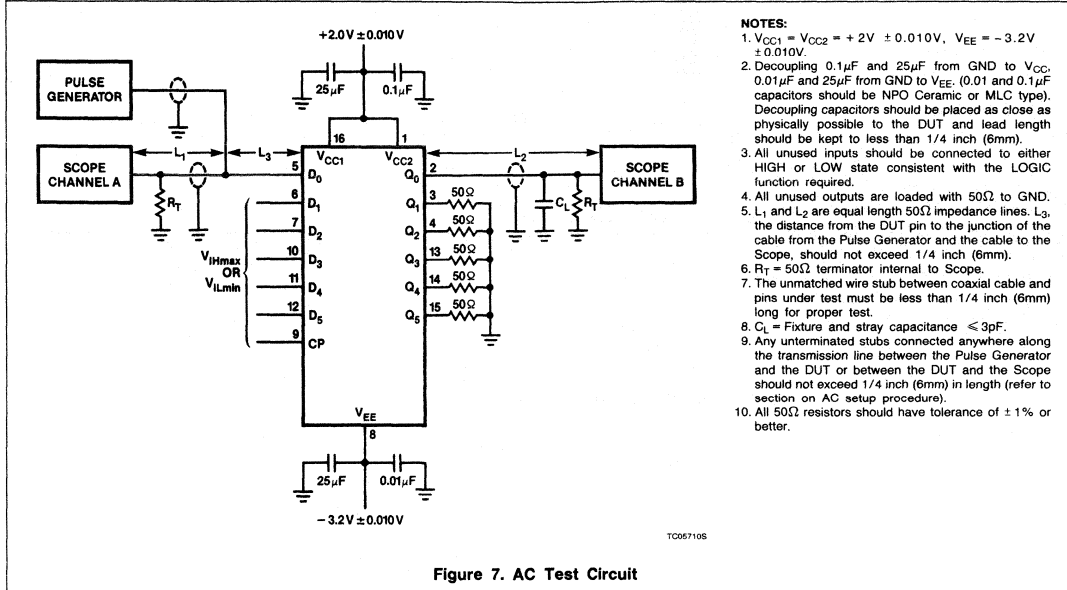 +2.0V ± 0.010V
25μF
0.1μF
PULSE
GENERATOR
SCOPE
CHANNEL A
L1
L3
RT
16
1
VCC1
VCC2
5
D0
6
D1
7
D2
10
D3
11
D4
12
D5
9
CP
VIHmax
OR
VILmin
L2
2
Q0
3
Q1
50Ω
4
Q2
50Ω
13
Q3
50Ω
14
Q4
50Ω
15
Q5
50Ω
CL
RT
SCOPE
CHANNEL B
VEE
8
25μF
0.01μF
− 3.2V ± 0.010V
TC05710S
NOTES:
1. VCC1 = VCC2 = + 2V ± 0.010V, VEE = − 3.2V
± 0.010V.
2. Decoupling 0.1μF and 25μF from GND to VCC,
0.01μF and 25μF from GND to VEE. (0.01 and 0.1μF
capacitors should be NPO Ceramic or MLC type).
Decoupling capacitors should be placed as close as
physically possible to the DUT and lead length
should be kept to less than 1/4 inch (6mm).
3. All unused inputs should be connected to either
HIGH or LOW state consistent with the LOGIC
function required.
4. All unused outputs are loaded with 50Ω to GND.
5. L1 and L2 are equal length 50Ω impedance lines. L3,
the distance from the DUT pin to the junction of the
cable from the Pulse Generator and the cable to the
Scope, should not exceed 1/4 inch (6mm).
6. RT = 50Ω terminator internal to Scope.
7. The unmatched wire stub between coaxial cable and
pins under test must be less than 1/4 inch (6mm)
long for proper test.
8. CL = Fixture and stray capacitance ⩽ 3pF.
9. Any unterminated stubs connected anywhere along
the transmission line between the Pulse Generator
and the DUT or between the DUT and the Scope
should not exceed 1/4 inch (6mm) in length (refer to
section on AC setup procedure).
10. All 50Ω resistors should have tolerance of ± 1% or
better.
Figure 7. AC Test Circuit